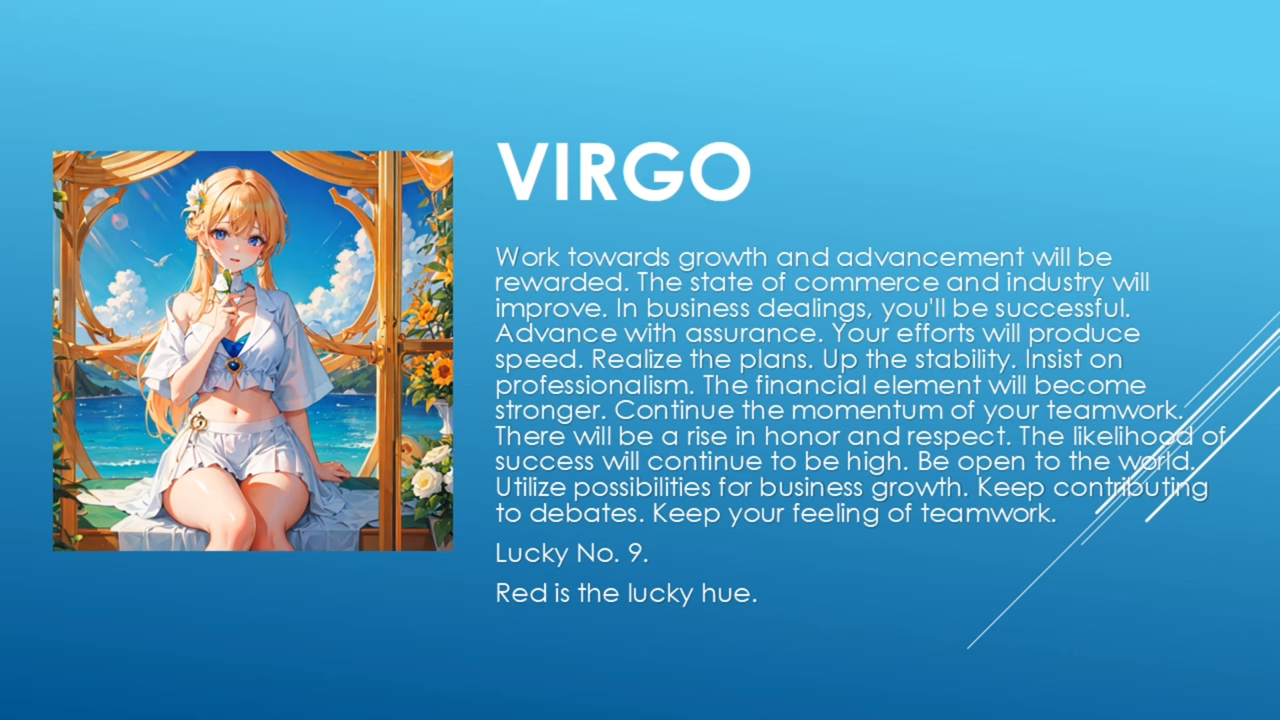 VIRGO
Work towards growth and advancement will be
rewarded. The state of commerce and industry will
improve. In business dealings, you'll be successful.
Advance with assurance. Your efforts will produce
speed. Realize the plans. Up the stability. Insist on
professionalism. The financial element will become
stronger. Continue the momentum of your teamwork.
There will be a rise in honor and respect. The likelihood of
success will continue to be high. Be open to the world.
Utilize possibilities for business growth. Keep contributing
to debates. Keep your feeling of teamwork.
Lucky No. 9.
Red is the lucky hue.